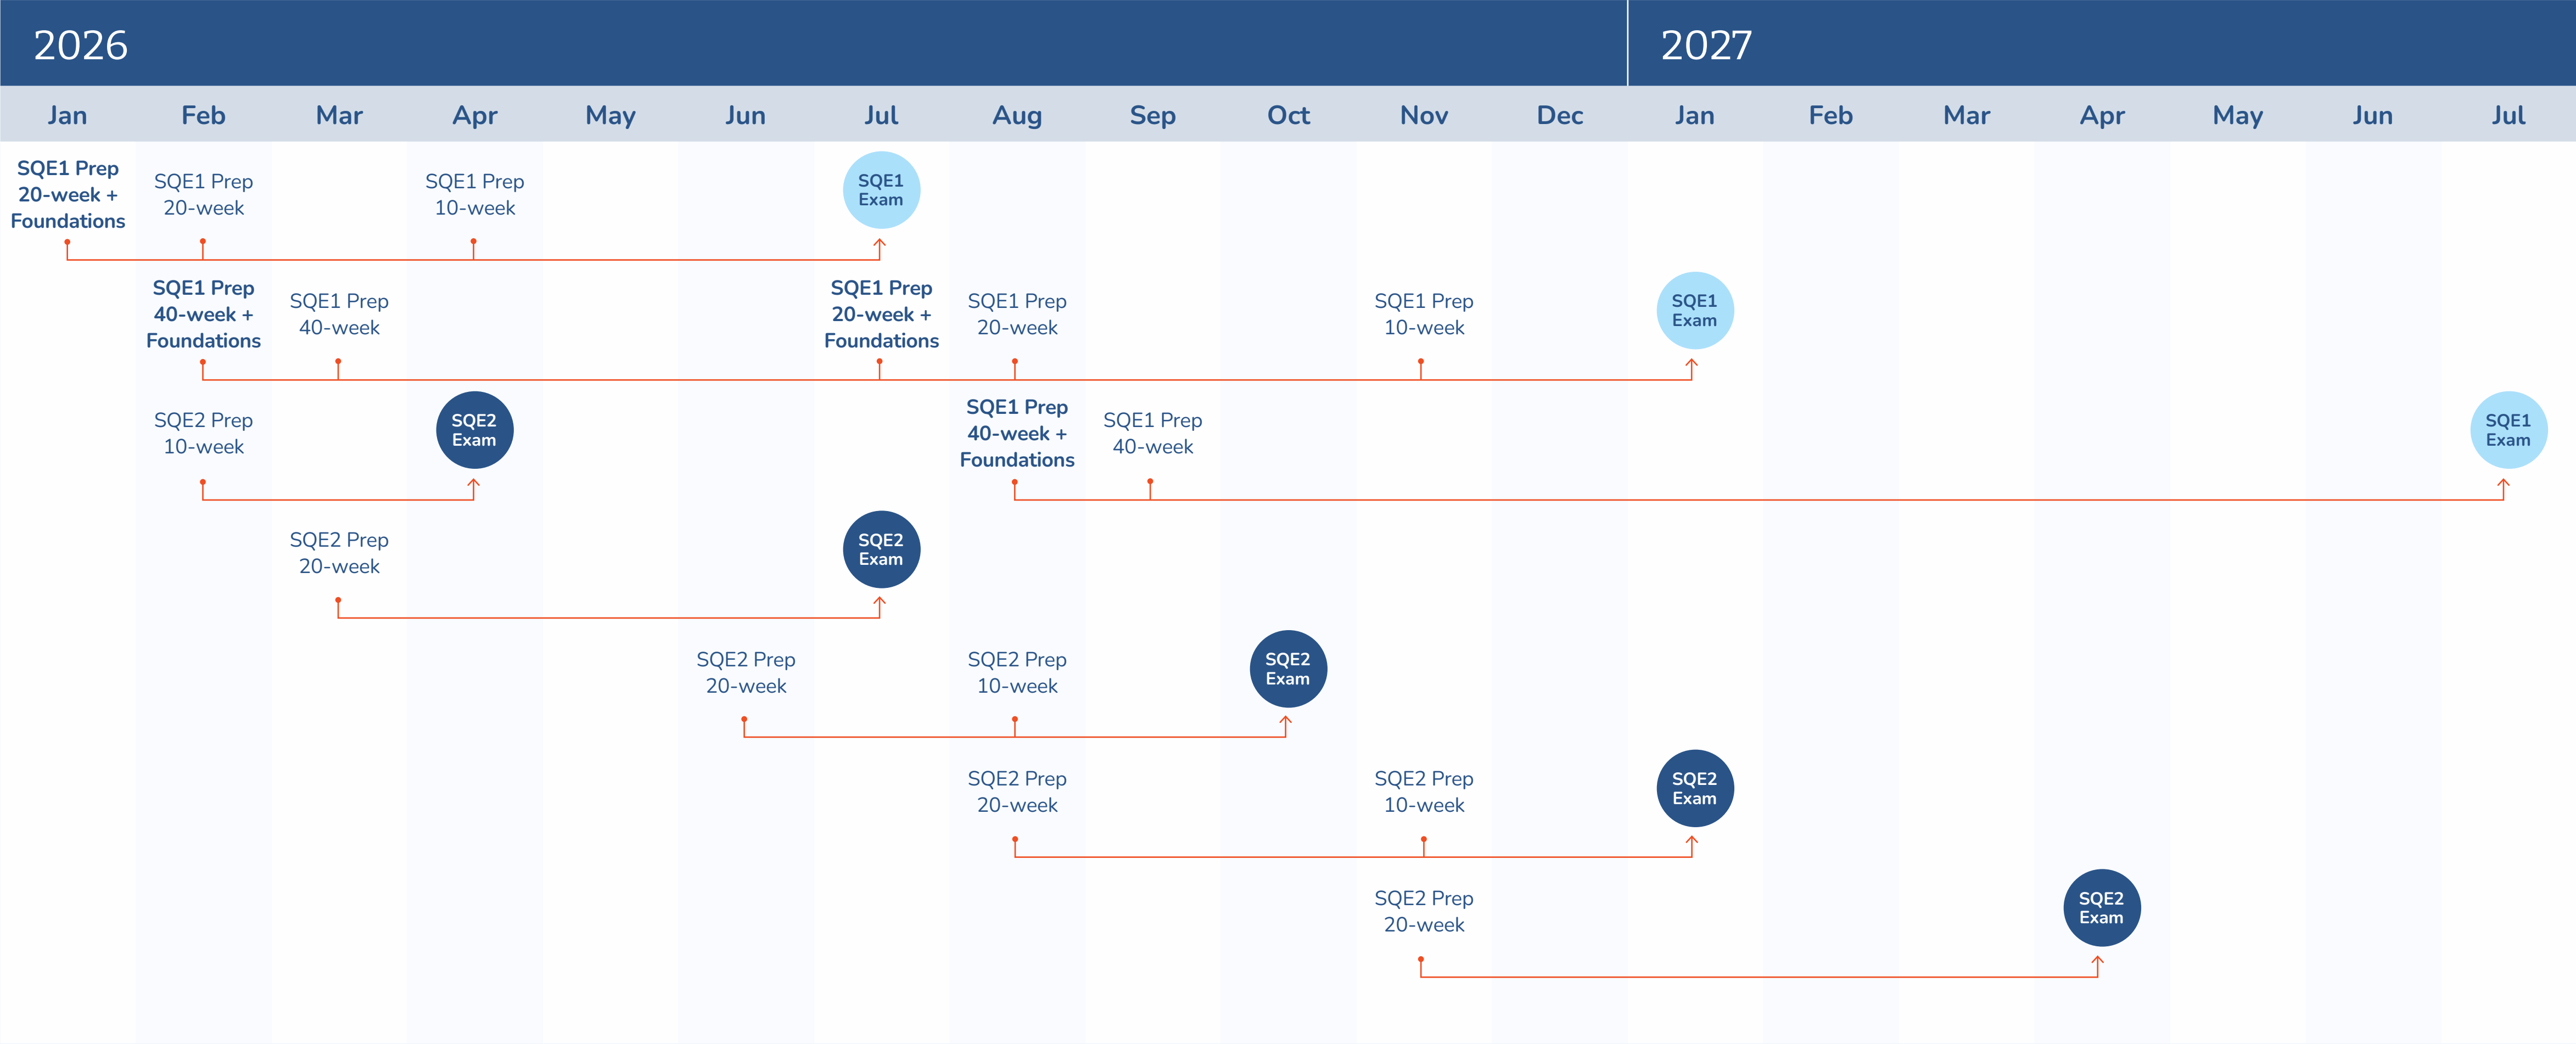 2026
2027
Jan
Feb
Mar
Apr
May
Jun
Jul
Aug
Sep
Oct
Nov
Dec
Jan
Feb
Mar
Apr
May
Jun
Jul
SQE1 Prep
20-week +
Foundations
SQE1 Prep
20-week
SQE1 Prep
10-week
SQE1
Exam
SQE1 Prep
40-week +
Foundations
SQE1 Prep
40-week
SQE1 Prep
20-week +
Foundations
SQE1 Prep
20-week
SQE1 Prep
10-week
SQE1
Exam
SQE2 Prep
10-week
SQE2
Exam
SQE1 Prep
40-week +
Foundations
SQE1 Prep
40-week
SQE1
Exam
SQE2 Prep
20-week
SQE2
Exam
SQE2 Prep
20-week
SQE2 Prep
10-week
SQE2
Exam
SQE2 Prep
20-week
SQE2 Prep
10-week
SQE2
Exam
SQE2 Prep
20-week
SQE2
Exam